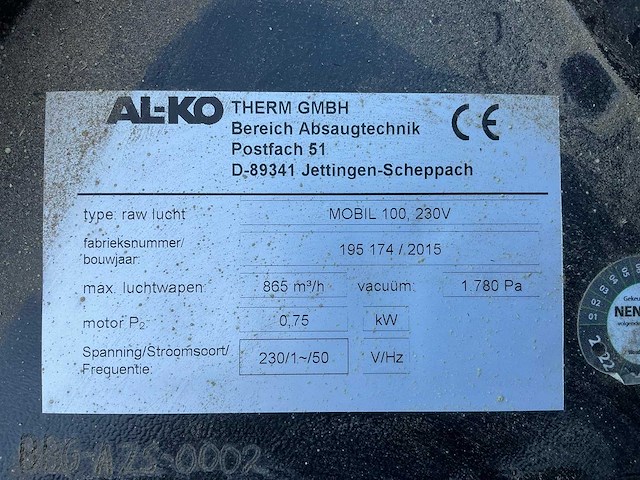 AL-KO THERM GMBH
Bereich Absaugtechnik
Postfach 51
D-89341 Jettingen-Scheppach
CE
type: raw lucht MOBIL 100, 230V
fabrieksnummer/
bouwjaar: 195 174 / 2015
max. luchtwapen: 865 m³/h vacuüm: 1.780 Pa
motor P2: 0,75 kW
Spanning/Stroomscort/
Frequentie: 230/1~/50 V/Hz
NEN
2022